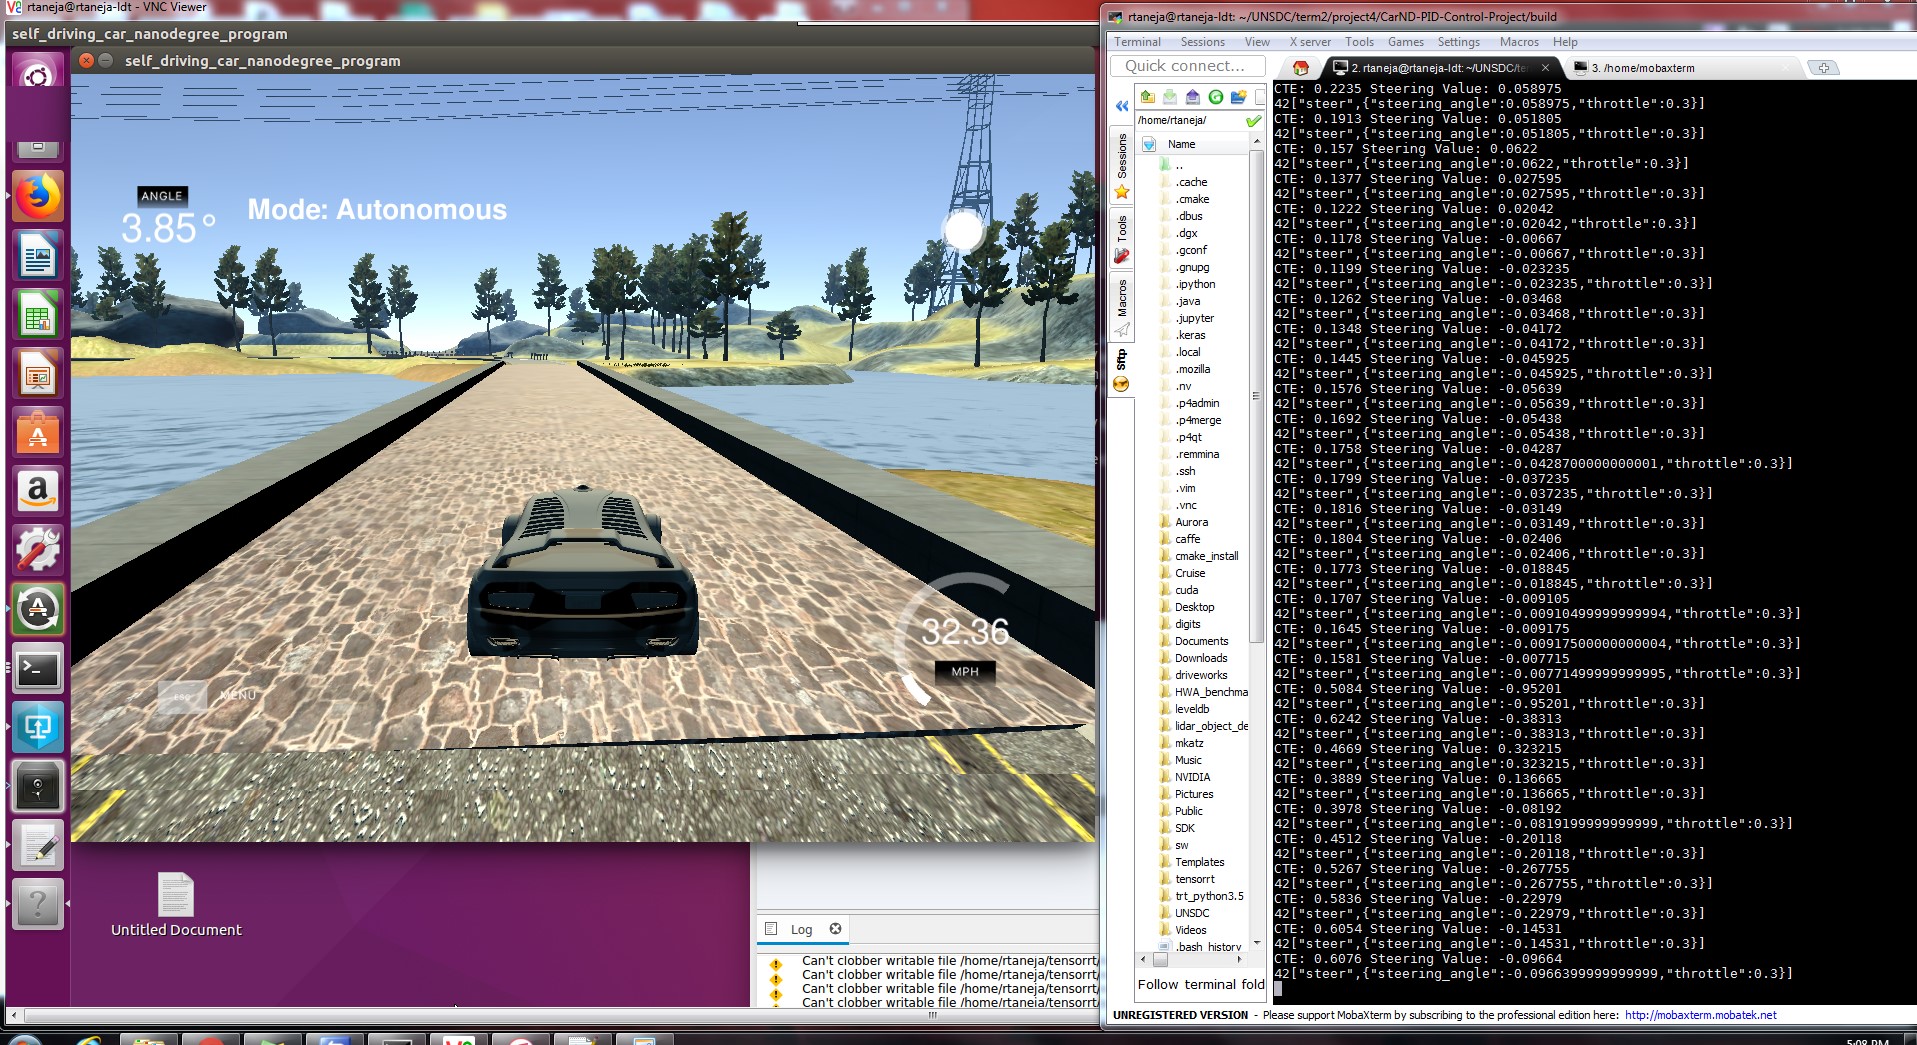 rtaneja@rtaneja-ldt - VNC Viewer
self_driving_car_nanodegree_program
self_driving_car_nanodegree_program
ANGLE
3.85°
Mode: Autonomous
32.36
MPH
ESC MENU
Untitled Document
Log
Can't clobber writable file /home/rtaneja/tensorrt/
Can't clobber writable file /home/rtaneja/tensorrt/
Can't clobber writable file /home/rtaneja/tensorrt/
Can't clobber writable file /home/rtaneja/tensorrt/
rtaneja@rtaneja-ldt: ~/UNSDC/term2/project4/CarND-PID-Control-Project/build
Terminal Sessions View X server Tools Games Settings Macros Help
Quick connect...
2. rtaneja@rtaneja-ldt: ~/UNSDC/te
3. /home/mobaxterm
Sessions
Tools
Macros
Sftp
/home/rtaneja/
Name
..
.cache
.cmake
.dbus
.dgx
.gconf
.gnupg
.ipython
.java
.jupyter
.keras
.local
.mozilla
.nv
.p4admin
.p4merge
.p4qt
.remmina
.ssh
.vim
.vnc
Aurora
caffe
cmake_install
Cruise
cuda
Desktop
digits
Documents
Downloads
driveworks
HWA_benchma
leveldb
lidar_object_de
mkatz
Music
NVIDIA
Pictures
Public
SDK
sw
Templates
tensorrt
trt_python3.5
UNSDC
Videos
.bash_history
Follow terminal fold
CTE: 0.2235 Steering Value: 0.058975
42["steer",{"steering_angle":0.058975,"throttle":0.3}]
CTE: 0.1913 Steering Value: 0.051805
42["steer",{"steering_angle":0.051805,"throttle":0.3}]
CTE: 0.157 Steering Value: 0.0622
42["steer",{"steering_angle":0.0622,"throttle":0.3}]
CTE: 0.1377 Steering Value: 0.027595
42["steer",{"steering_angle":0.027595,"throttle":0.3}]
CTE: 0.1222 Steering Value: 0.02042
42["steer",{"steering_angle":0.02042,"throttle":0.3}]
CTE: 0.1178 Steering Value: -0.00667
42["steer",{"steering_angle":-0.00667,"throttle":0.3}]
CTE: 0.1199 Steering Value: -0.023235
42["steer",{"steering_angle":-0.023235,"throttle":0.3}]
CTE: 0.1262 Steering Value: -0.03468
42["steer",{"steering_angle":-0.03468,"throttle":0.3}]
CTE: 0.1348 Steering Value: -0.04172
42["steer",{"steering_angle":-0.04172,"throttle":0.3}]
CTE: 0.1445 Steering Value: -0.045925
42["steer",{"steering_angle":-0.045925,"throttle":0.3}]
CTE: 0.1576 Steering Value: -0.05639
42["steer",{"steering_angle":-0.05639,"throttle":0.3}]
CTE: 0.1692 Steering Value: -0.05438
42["steer",{"steering_angle":-0.05438,"throttle":0.3}]
CTE: 0.1758 Steering Value: -0.04287
42["steer",{"steering_angle":-0.0428700000000001,"throttle":0.3}]
CTE: 0.1799 Steering Value: -0.037235
42["steer",{"steering_angle":-0.037235,"throttle":0.3}]
CTE: 0.1816 Steering Value: -0.03149
42["steer",{"steering_angle":-0.03149,"throttle":0.3}]
CTE: 0.1804 Steering Value: -0.02406
42["steer",{"steering_angle":-0.02406,"throttle":0.3}]
CTE: 0.1773 Steering Value: -0.018845
42["steer",{"steering_angle":-0.018845,"throttle":0.3}]
CTE: 0.1707 Steering Value: -0.009105
42["steer",{"steering_angle":-0.00910499999999994,"throttle":0.3}]
CTE: 0.1645 Steering Value: -0.009175
42["steer",{"steering_angle":-0.00917500000000004,"throttle":0.3}]
CTE: 0.1581 Steering Value: -0.007715
42["steer",{"steering_angle":-0.00771499999999995,"throttle":0.3}]
CTE: 0.5084 Steering Value: -0.95201
42["steer",{"steering_angle":-0.95201,"throttle":0.3}]
CTE: 0.6242 Steering Value: -0.38313
42["steer",{"steering_angle":-0.38313,"throttle":0.3}]
CTE: 0.4669 Steering Value: 0.323215
42["steer",{"steering_angle":0.323215,"throttle":0.3}]
CTE: 0.3889 Steering Value: 0.136665
42["steer",{"steering_angle":0.136665,"throttle":0.3}]
CTE: 0.3978 Steering Value: -0.08192
42["steer",{"steering_angle":-0.0819199999999999,"throttle":0.3}]
CTE: 0.4512 Steering Value: -0.20118
42["steer",{"steering_angle":-0.20118,"throttle":0.3}]
CTE: 0.5267 Steering Value: -0.267755
42["steer",{"steering_angle":-0.267755,"throttle":0.3}]
CTE: 0.5836 Steering Value: -0.22979
42["steer",{"steering_angle":-0.22979,"throttle":0.3}]
CTE: 0.6054 Steering Value: -0.14531
42["steer",{"steering_angle":-0.14531,"throttle":0.3}]
CTE: 0.6076 Steering Value: -0.09664
42["steer",{"steering_angle":-0.0966399999999999,"throttle":0.3}]
UNREGISTERED VERSION - Please support MobaXterm by subscribing to the professional edition here: http://mobaxterm.mobatek.net
5:08 PM